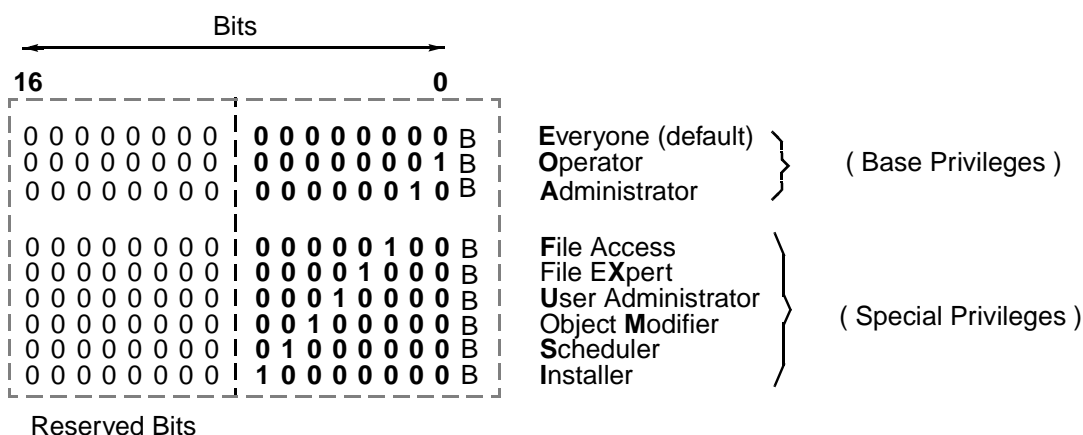 Bits
16 0
0 0 0 0 0 0 0 0 0 0 0 0 0 0 0 0 B Everyone (default)
0 0 0 0 0 0 0 0 0 0 0 0 0 0 0 1 B Operator ( Base Privileges )
0 0 0 0 0 0 0 0 0 0 0 0 0 0 1 0 B Administrator
0 0 0 0 0 0 0 0 0 0 0 0 0 1 0 0 B File Access
0 0 0 0 0 0 0 0 0 0 0 0 1 0 0 0 B File EXpert
0 0 0 0 0 0 0 0 0 0 0 1 0 0 0 0 B User Administrator
0 0 0 0 0 0 0 0 0 0 1 0 0 0 0 0 B Object Modifier ( Special Privileges )
0 0 0 0 0 0 0 0 0 1 0 0 0 0 0 0 B Scheduler
0 0 0 0 0 0 0 0 1 0 0 0 0 0 0 0 B Installer
Reserved Bits